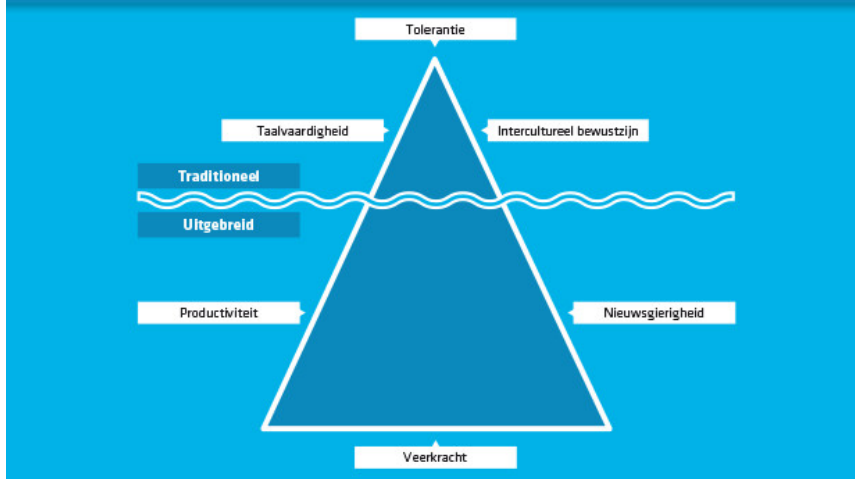 Tolerantie
Taalvaardigheid
Intercultureel bewustzijn
Traditioneel
Uitgebreid
Productiviteit
Nieuwsgierigheid
Veerkracht